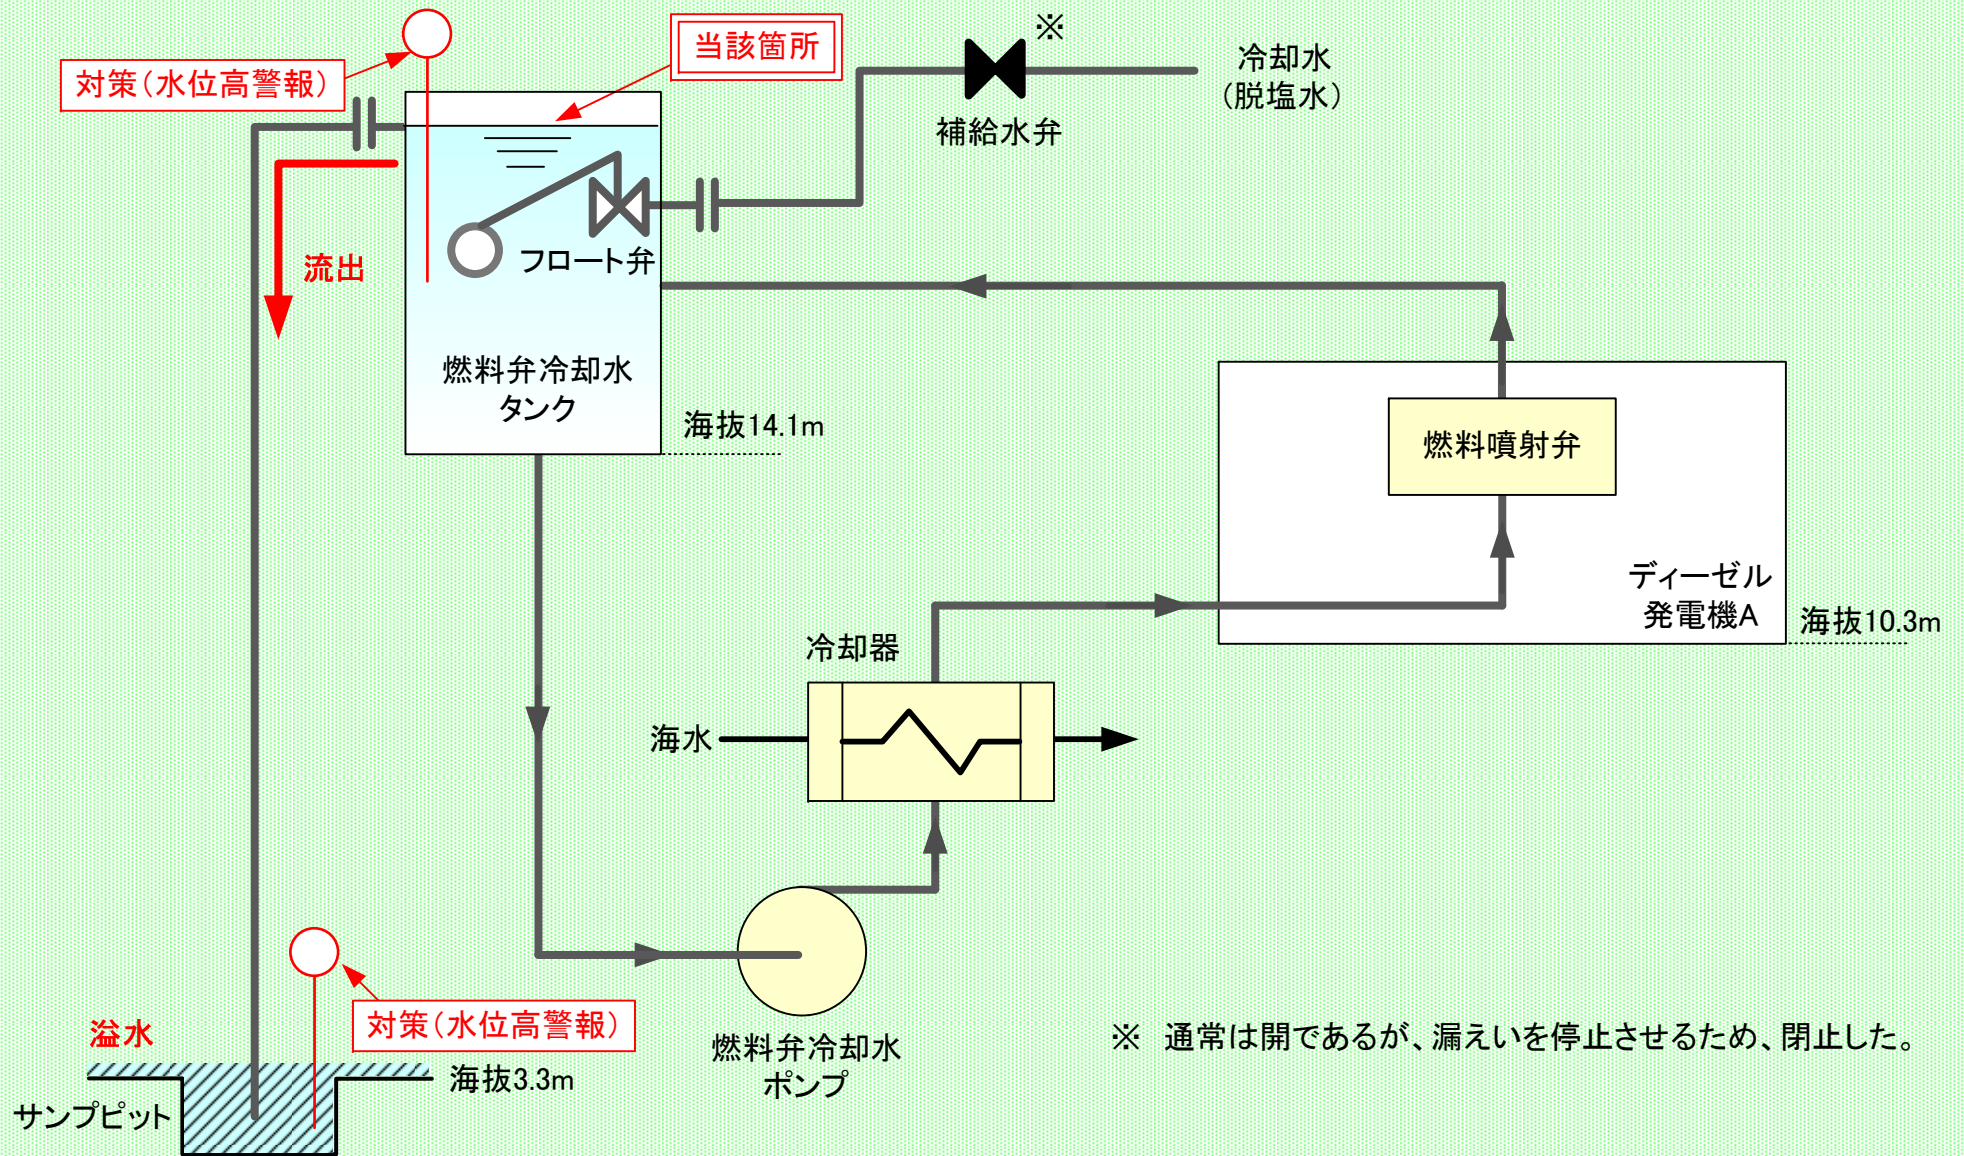 当該箇所
※
対策(水位高警報)
冷却水
(脱塩水)
補給水弁
フロート弁
流出
燃料弁冷却水
タンク
海抜14.1m
燃料噴射弁
ディーゼル
発電機A
海抜10.3m
冷却器
海水
対策(水位高警報)
溢水
海抜3.3m
サンプピット
燃料弁冷却水
ポンプ
※ 通常は開であるが、漏えいを停止させるため、閉止した。